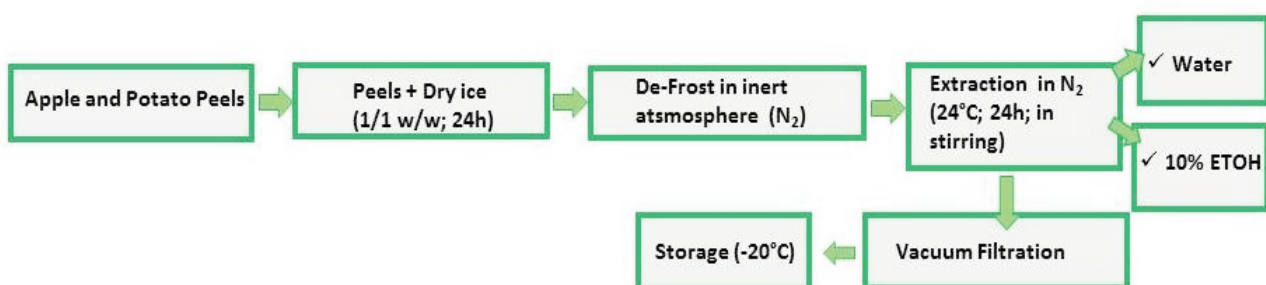 Apple and Potato Peels
Peels + Dry ice
(1/1 w/w; 24h)
De-Frost in inert
atsmosphere (N₂)
Extraction in N₂
(24°C; 24h; in
stirring)
✓ Water
✓ 10% ETOH
Vacuum Filtration
Storage (-20°C)